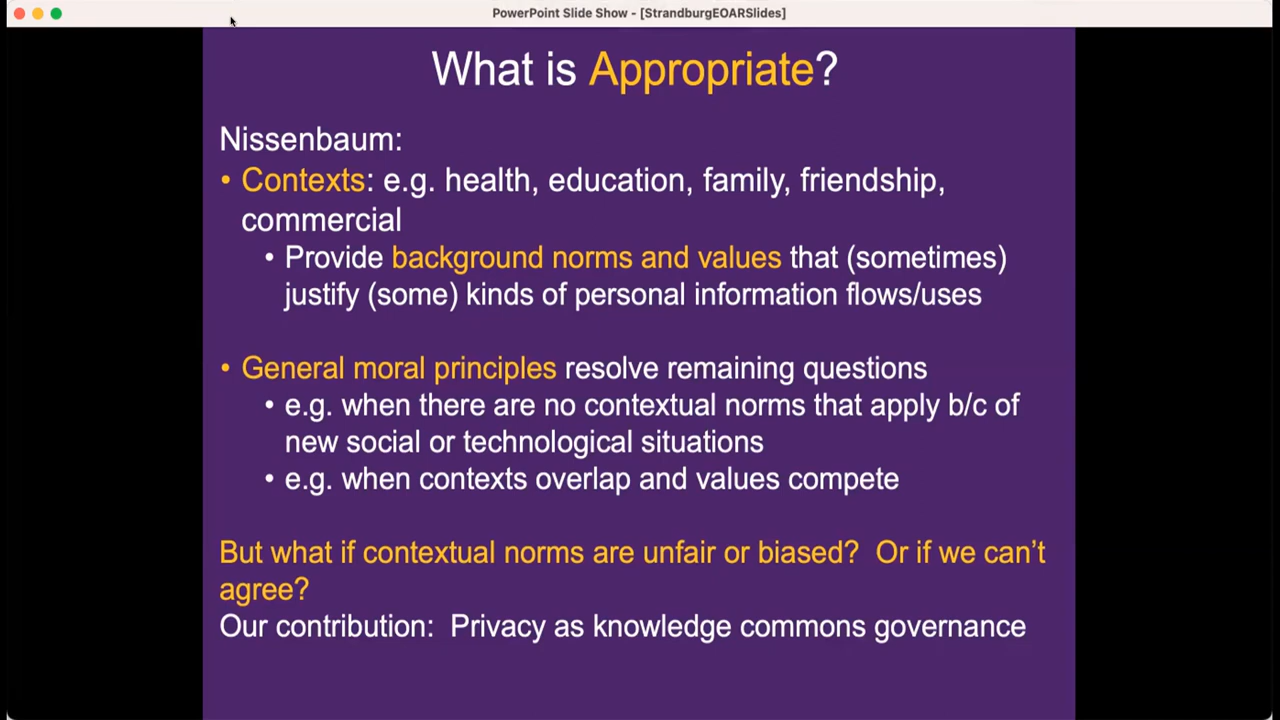 PowerPoint Slide Show - [StrandburgEOARSlides]
What is Appropriate?
Nissenbaum:
• Contexts: e.g. health, education, family, friendship,
commercial
• Provide background norms and values that (sometimes)
justify (some) kinds of personal information flows/uses
• General moral principles resolve remaining questions
• e.g. when there are no contextual norms that apply b/c of
new social or technological situations
• e.g. when contexts overlap and values compete
But what if contextual norms are unfair or biased?  Or if we can't
agree?
Our contribution:  Privacy as knowledge commons governance